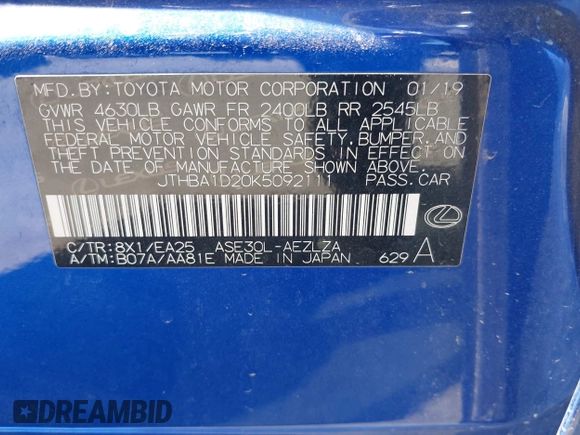 MFD.BY:TOYOTA MOTOR CORPORATION 01/19
GVWR 4630LB GAWR FR 2400LB RR 2545LB
THIS VEHICLE CONFORMS TO ALL APPLICABLE
FEDERAL MOTOR VEHICLE SAFETY,BUMPER,AND
THEFT PREVENTION STANDARDS IN EFFECT
ON THE DATE OF MANUFACTURE SHOWN ABOVE.
JTHBA1D20K5092111 PASS.CAR
C/TR:8X1/EA25 ASE30L-AEZLZA
A/TM:B07A/AA81E MADE IN JAPAN 629A
DREAMBID